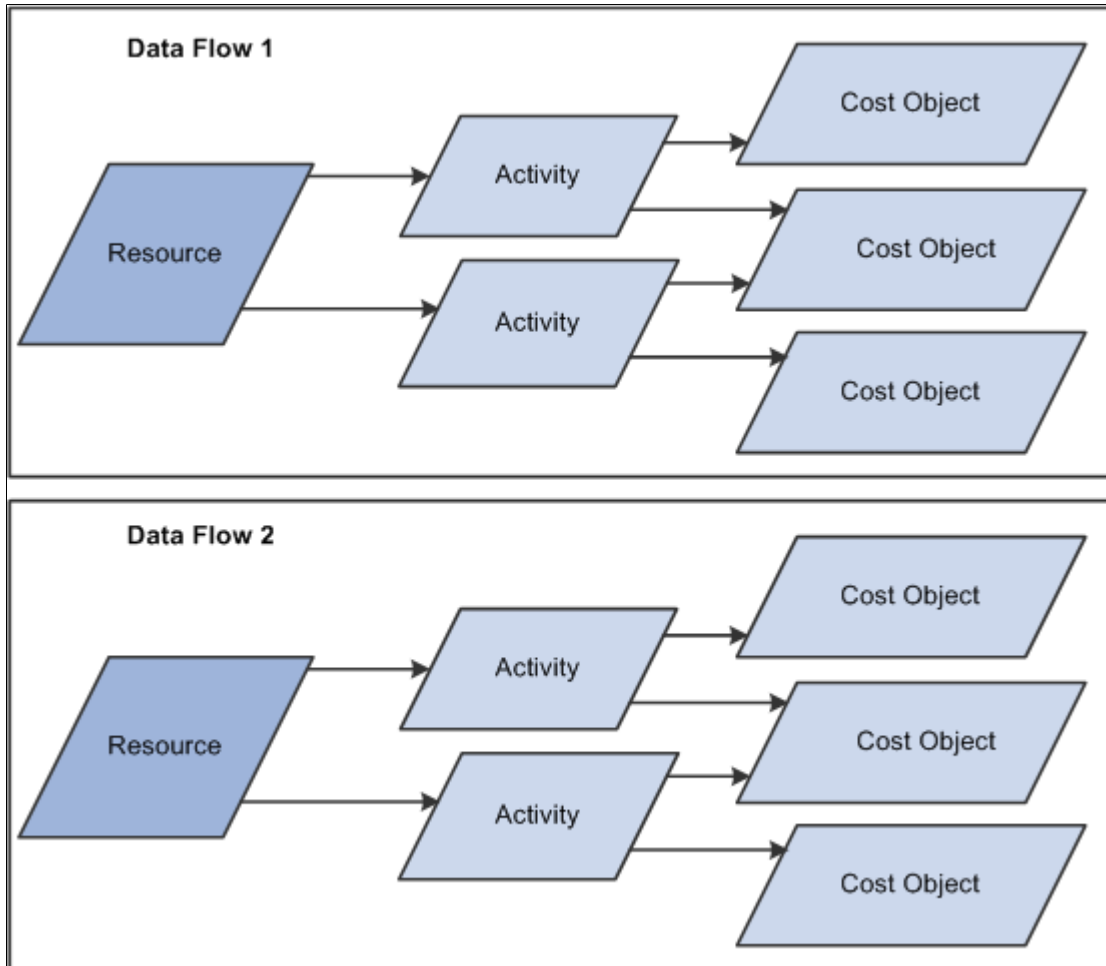 Data Flow 1
Cost Object
Activity
Resource
Cost Object
Activity
Cost Object
Data Flow 2
Cost Object
Activity
Resource
Cost Object
Activity
Cost Object